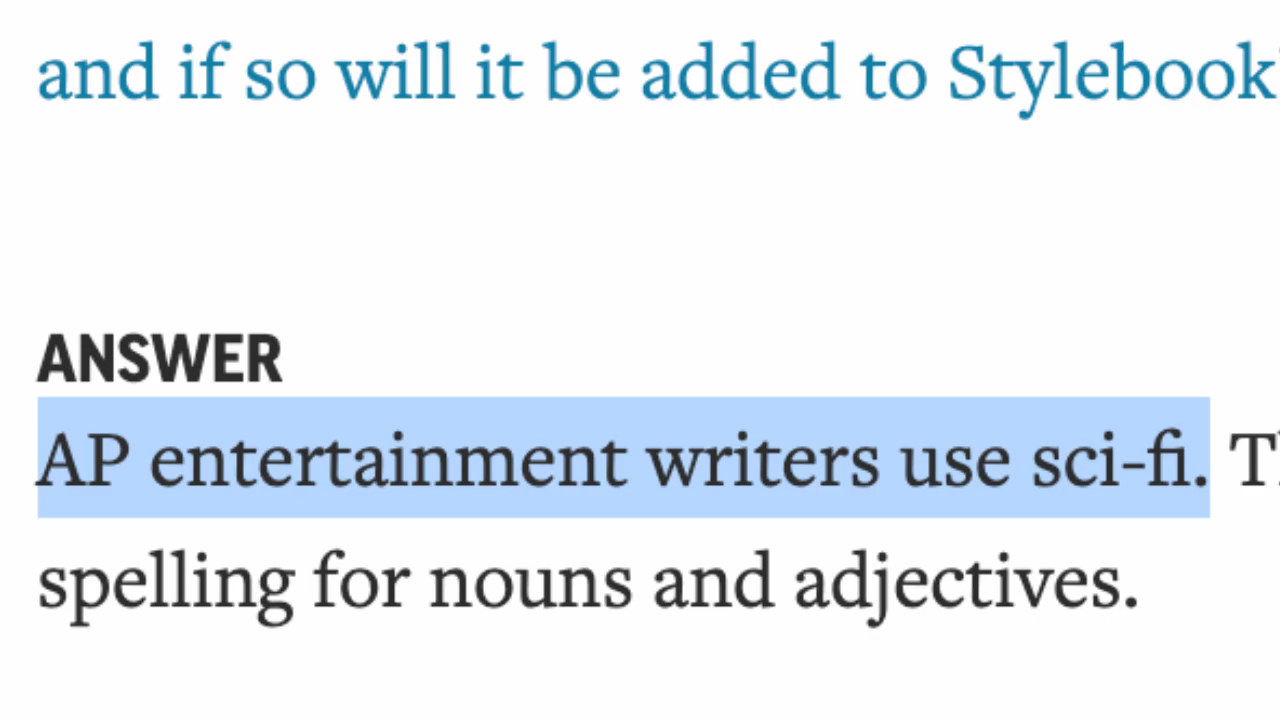 and if so will it be added to Stylebook
ANSWER
AP entertainment writers use sci-fi.
spelling for nouns and adjectives.